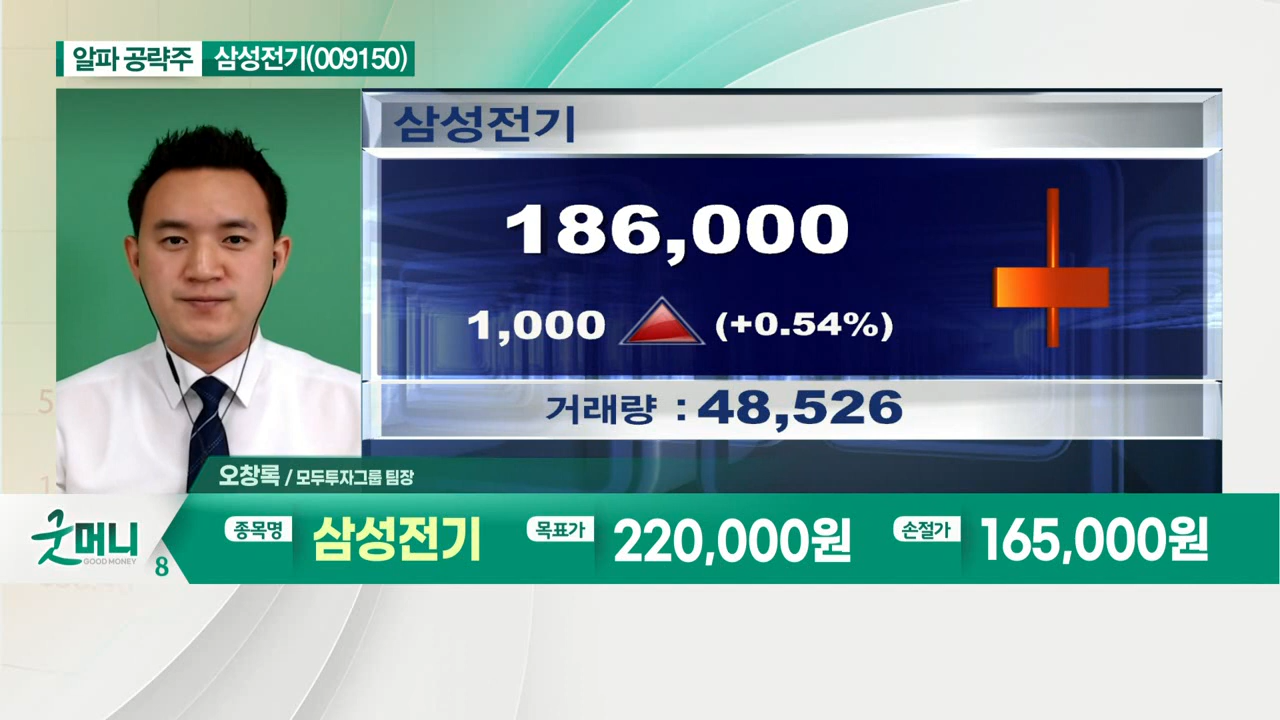 알파 공략주 삼성전기(009150)
삼성전기
186,000
1,000 (+0.54%)
거래량 : 48,526
오창록 / 모두투자그룹 팀장
굿머니
GOOD MONEY
8
종목명 삼성전기 목표가 220,000원 손절가 165,000원